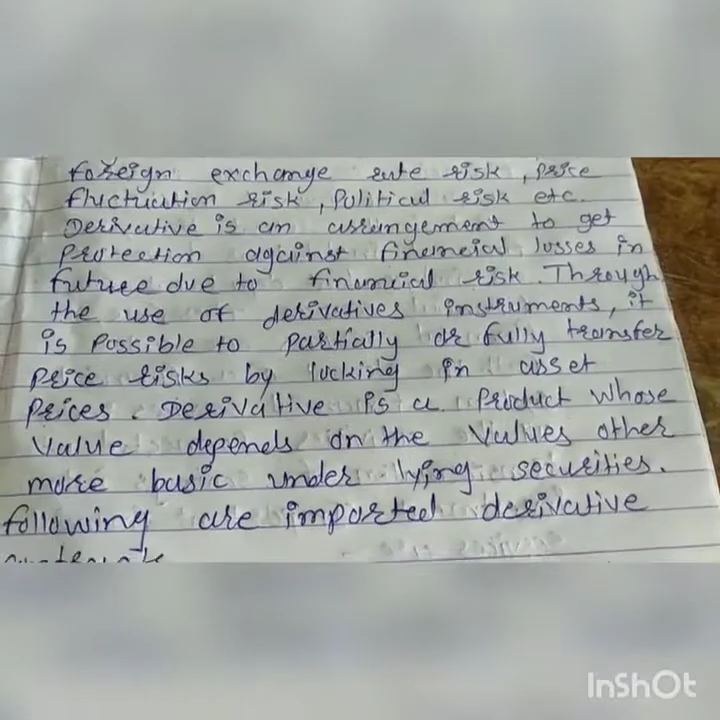 foreign exchange rate risk, price
fluctuation risk, Political risk etc.
Derivative is an arrangement to get
Protection against financial losses in
future due to financial risk. Through
the use of derivatives instruments, it
is Possible to partially or fully transfer
Price risks by locking in asset
Prices. Derivative is a Product whose
Value depends on the Values other
more basic under lying securities.
following are imported derivative
InShOt